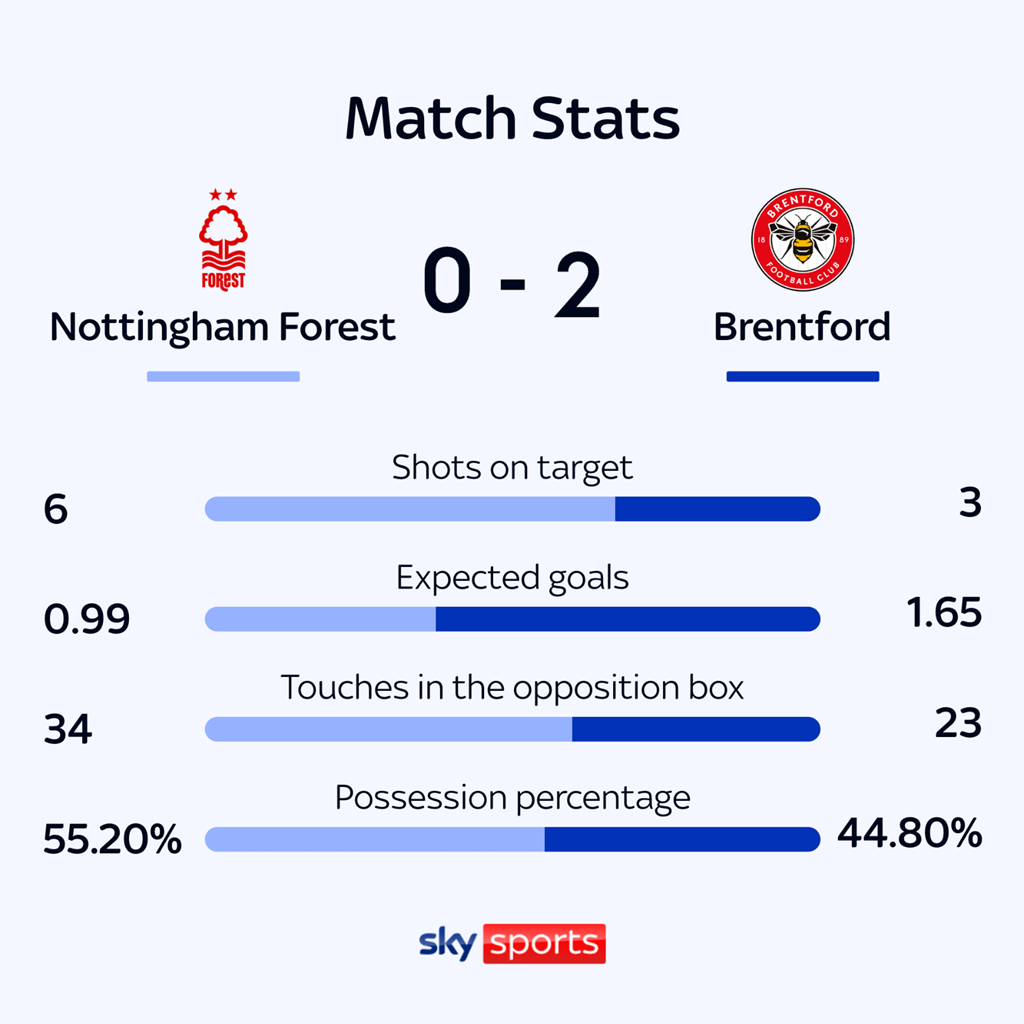 Match Stats
FOREST
Nottingham Forest
0 - 2
BRENTFORD
18 89
FOOTBALL CLUB
Brentford
Shots on target
6 3
Expected goals
0.99 1.65
Touches in the opposition box
34 23
Possession percentage
55.20% 44.80%
sky sports